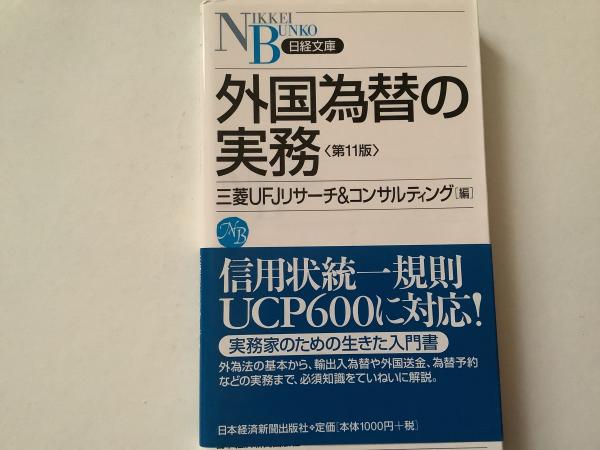 NIKKEI
BUNKO
日経文庫
外国為替の
実務〈第11版〉
三菱UFJリサーチ&コンサルティング[編]
NB
信用状統一規則
UCP600に対応!
実務家のための生きた入門書
外為法の基本から、輸出入為替や外国送金、為替予約
などの実務まで、必須知識をていねいに解説。
日本経済新聞出版社❖定価[本体1000円+税]